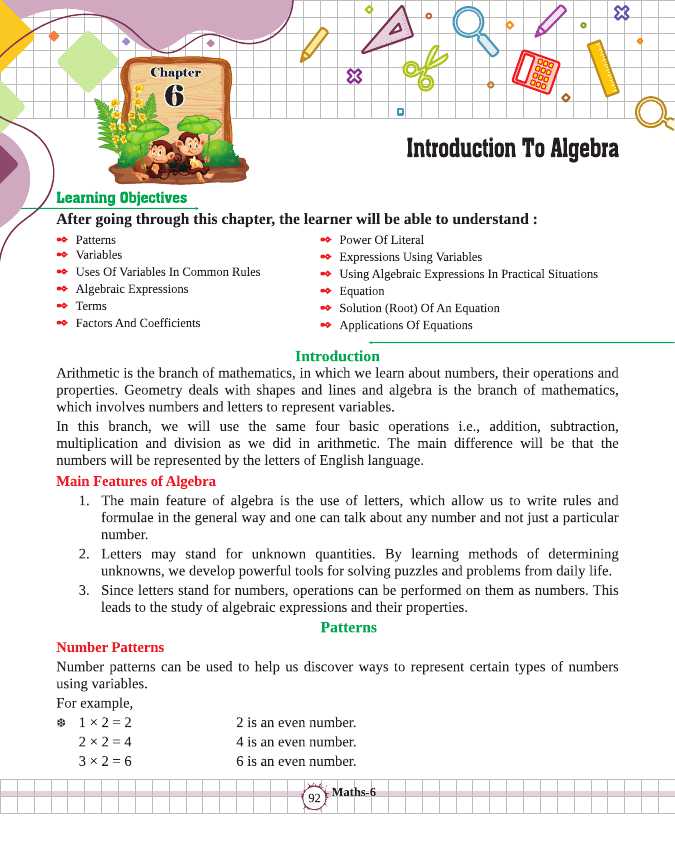 Chapter
6
Introduction To Algebra
Learning Objectives
After going through this chapter, the learner will be able to understand :
Patterns
Variables
Uses Of Variables In Common Rules
Algebraic Expressions
Terms
Factors And Coefficients
Power Of Literal
Expressions Using Variables
Using Algebraic Expressions In Practical Situations
Equation
Solution (Root) Of An Equation
Applications Of Equations
Introduction
Arithmetic is the branch of mathematics, in which we learn about numbers, their operations and
properties. Geometry deals with shapes and lines and algebra is the branch of mathematics,
which involves numbers and letters to represent variables.
In this branch, we will use the same four basic operations i.e., addition, subtraction,
multiplication and division as we did in arithmetic. The main difference will be that the
numbers will be represented by the letters of English language.
Main Features of Algebra
1. The main feature of algebra is the use of letters, which allow us to write rules and
formulae in the general way and one can talk about any number and not just a particular
number.
2. Letters may stand for unknown quantities. By learning methods of determining
unknowns, we develop powerful tools for solving puzzles and problems from daily life.
3. Since letters stand for numbers, operations can be performed on them as numbers. This
leads to the study of algebraic expressions and their properties.
Patterns
Number Patterns
Number patterns can be used to help us discover ways to represent certain types of numbers
using variables.
For example,
❆ 1 × 2 = 2 2 is an even number.
2 × 2 = 4 4 is an even number.
3 × 2 = 6 6 is an even number.
92 Maths-6